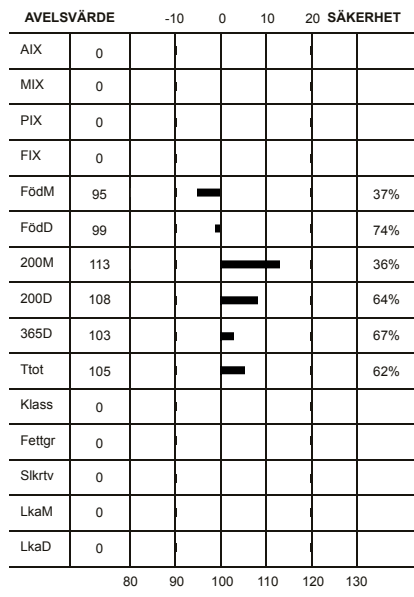 AVELSVÄRDE -10 0 10 20 SÄKERHET
AIX 0
MIX 0
PIX 0
FIX 0
FödM 95 37%
FödD 99 74%
200M 113 36%
200D 108 64%
365D 103 67%
Ttot 105 62%
Klass 0
Fettgr 0
Slkrtv 0
LkaM 0
LkaD 0
80 90 100 110 120 130